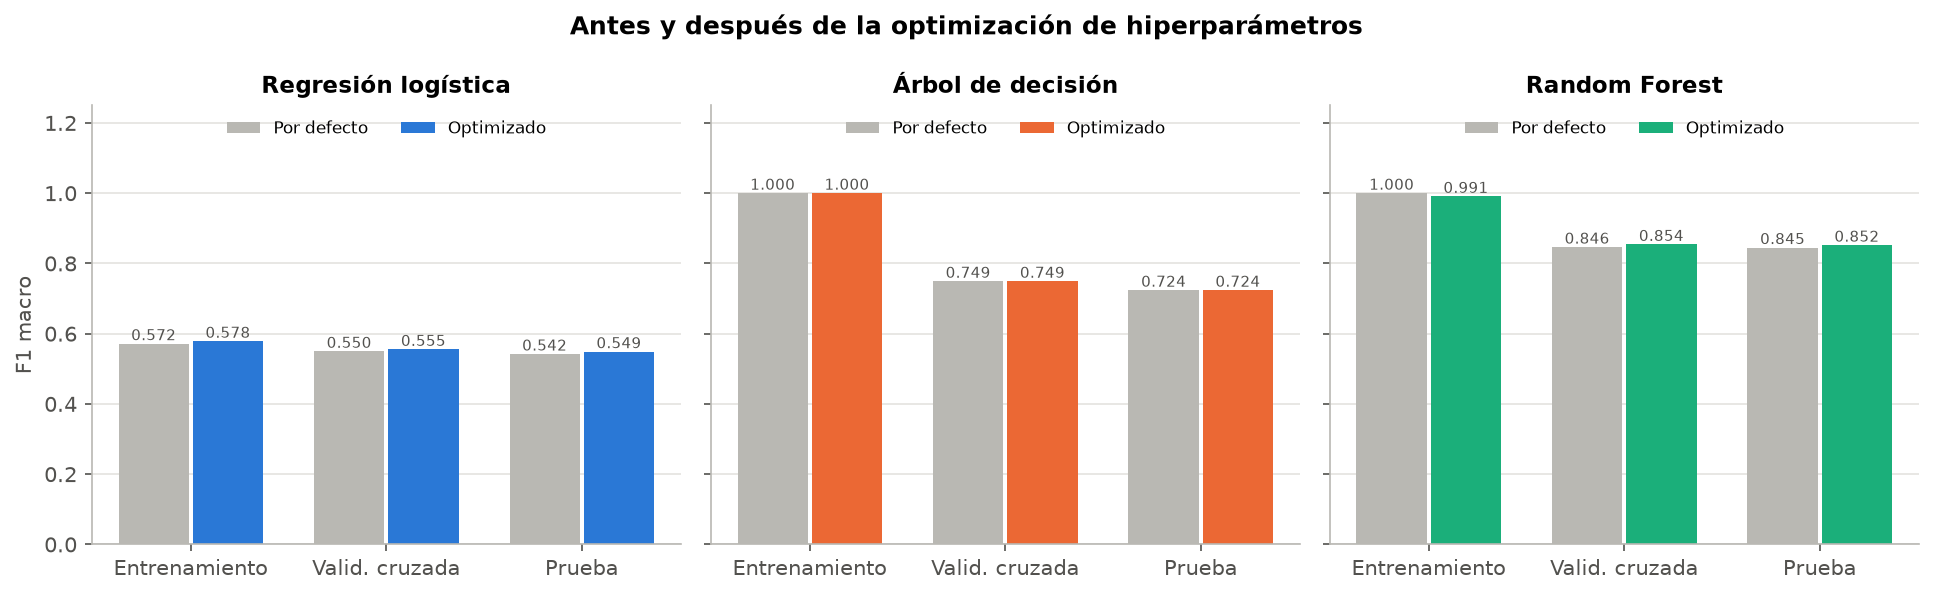 Antes y después de la optimización de hiperparámetros
Regresión logística
Por defecto
Optimizado
F1 macro
1.2
1.0
0.8
0.6
0.4
0.2
0.0
0.572
0.578
0.550
0.555
0.542
0.549
Entrenamiento
Valid. cruzada
Prueba
Árbol de decisión
Por defecto
Optimizado
1.000
1.000
0.749
0.749
0.724
0.724
Entrenamiento
Valid. cruzada
Prueba
Random Forest
Por defecto
Optimizado
1.000
0.991
0.846
0.854
0.845
0.852
Entrenamiento
Valid. cruzada
Prueba